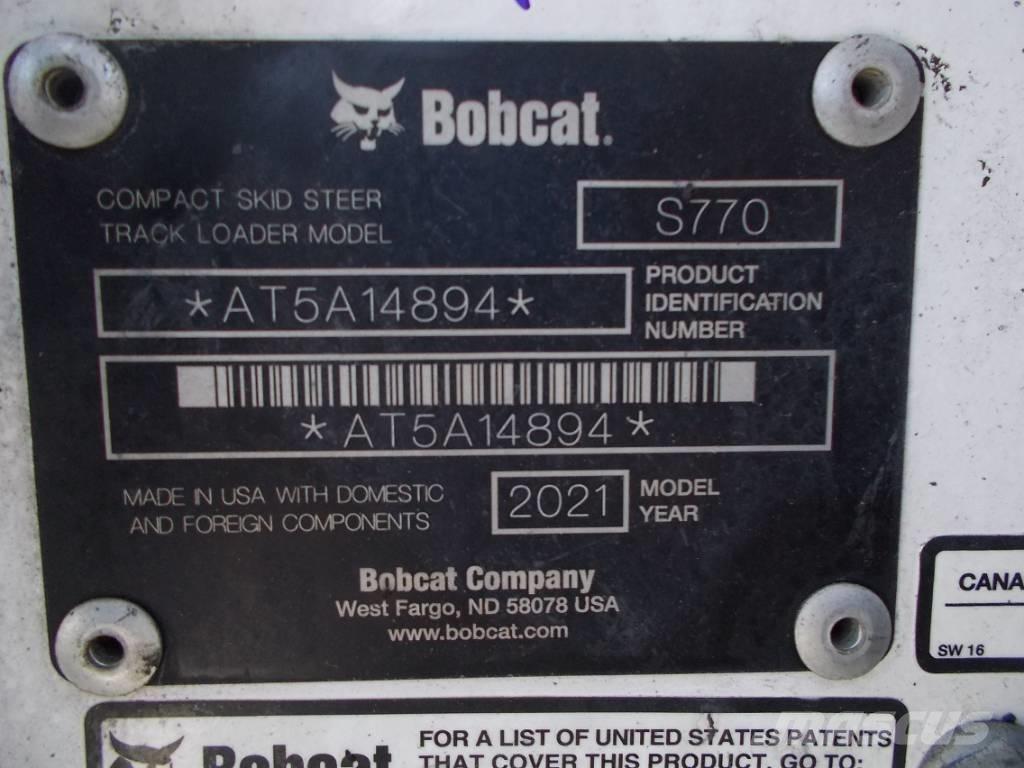 Bobcat.
COMPACT SKID STEER
TRACK LOADER MODEL
S770
*AT5A14894*
PRODUCT
IDENTIFICATION
NUMBER
*AT5A14894*
MADE IN USA WITH DOMESTIC
AND FOREIGN COMPONENTS
2021
MODEL
YEAR
Bobcat Company
West Fargo, ND 58078 USA
www.bobcat.com
CANA
SW 16
Bobcat
FOR A LIST OF UNITED STATES PATENTS
THAT COVER THIS PRODUCT, GO TO:
mascus